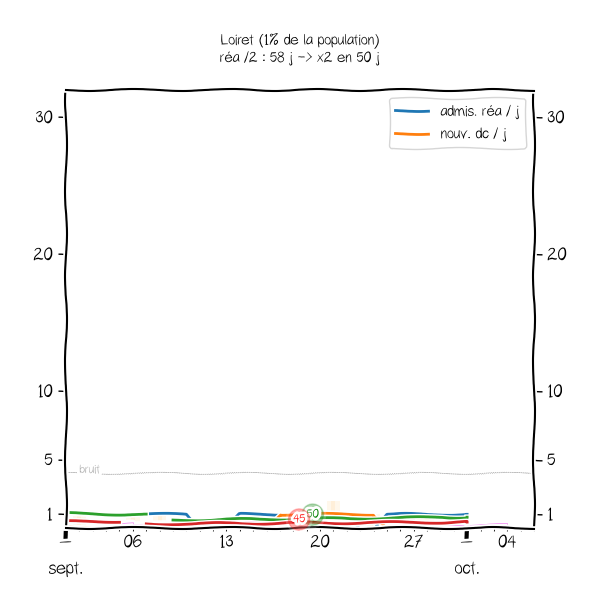 Loiret (1% de la population)
réa /2 : 58 j -> x2 en 50 j
admis. réa / j
nouv. dc / j
30
30
20
20
10
10
5
5
bruit
1
1
45
50
06
13
20
27
04
sept.
oct.